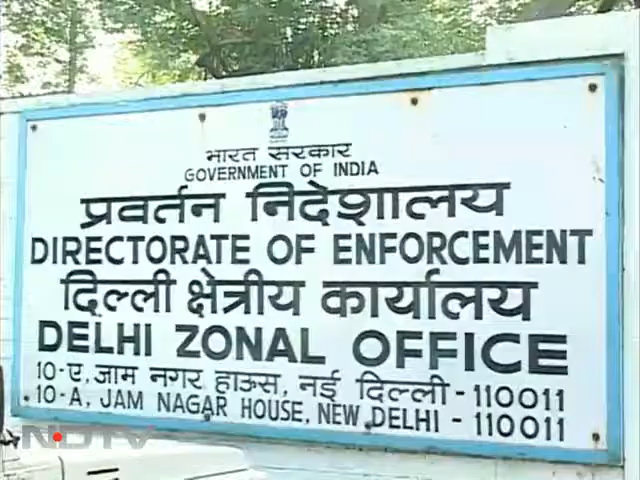 भारत सरकार
GOVERNMENT OF INDIA
प्रवर्तन निदेशालय
DIRECTORATE OF ENFORCEMENT
दिल्ली क्षेत्रीय कार्यालय
DELHI ZONAL OFFICE
10-ए, जाम नगर हाऊस, नई दिल्ली - 110011
10-A, JAM NAGAR HOUSE, NEW DELHI - 110011
NDTV